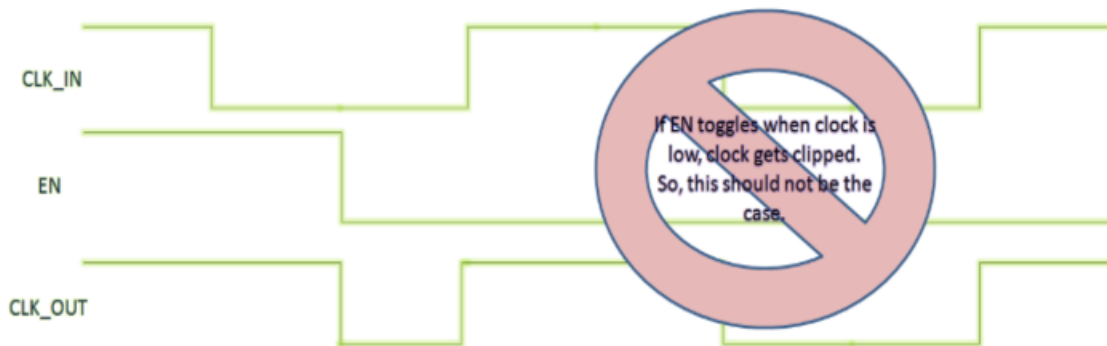 CLK_IN
If EN toggles when clock is
low, clock gets clipped.
So, this should not be the
case.
EN
CLK_OUT